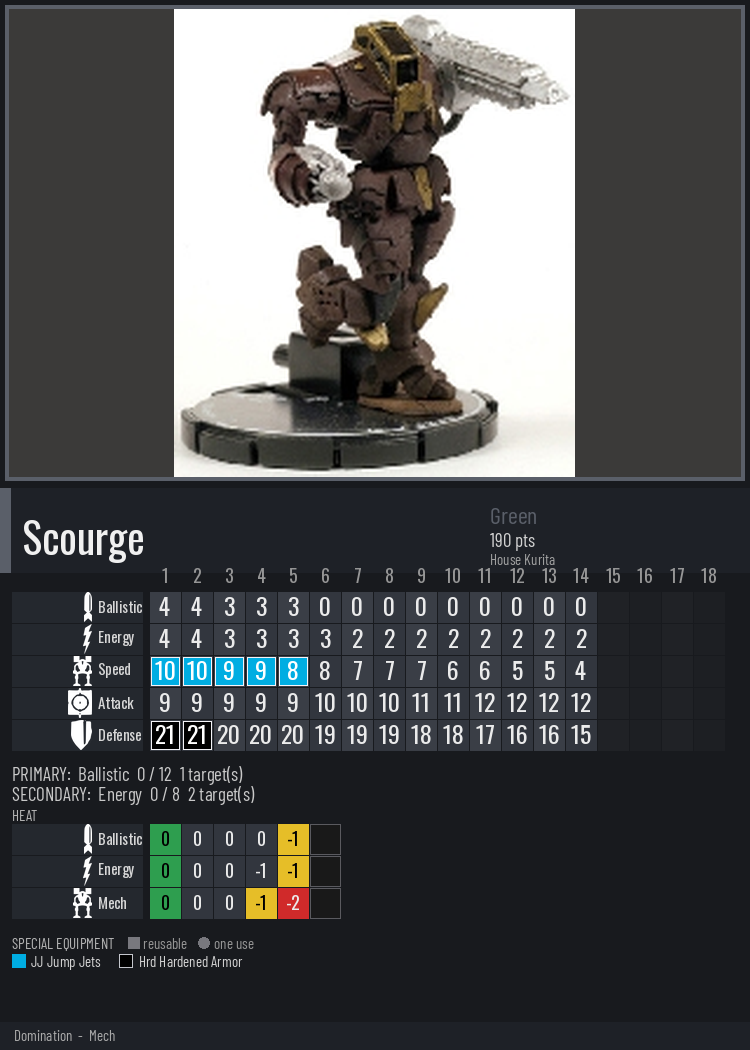 Scourge
Green
190 pts
House Kurita
1 2 3 4 5 6 7 8 9 10 11 12 13 14 15 16 17 18
Ballistic 4 4 3 3 3 0 0 0 0 0 0 0 0 0
Energy 4 4 3 3 3 3 2 2 2 2 2 2 2 2
Speed 10 10 9 9 8 8 7 7 7 6 6 5 5 4
Attack 9 9 9 9 9 10 10 10 11 11 12 12 12 12
Defense 21 21 20 20 20 19 19 19 18 18 17 16 16 15
PRIMARY: Ballistic 0 / 12 1 target(s)
SECONDARY: Energy 0 / 8 2 target(s)
HEAT
Ballistic 0 0 0 0 -1
Energy 0 0 0 -1 -1
Mech 0 0 0 -1 -2
SPECIAL EQUIPMENT reusable one use
JJ Jump Jets Hrd Hardened Armor
Domination - Mech